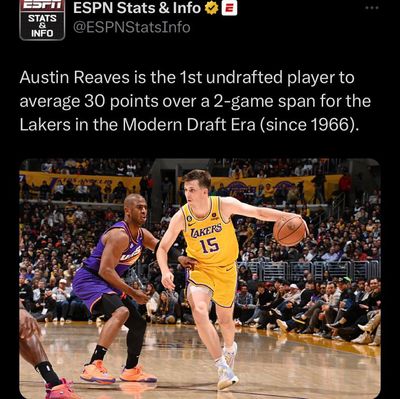 ESPN
STATS
& INFO
ESPN Stats & Info E
@ESPNStatsInfo
Austin Reaves is the 1st undrafted player to
average 30 points over a 2-game span for the
Lakers in the Modern Draft Era (since 1966).
LAKERS
15